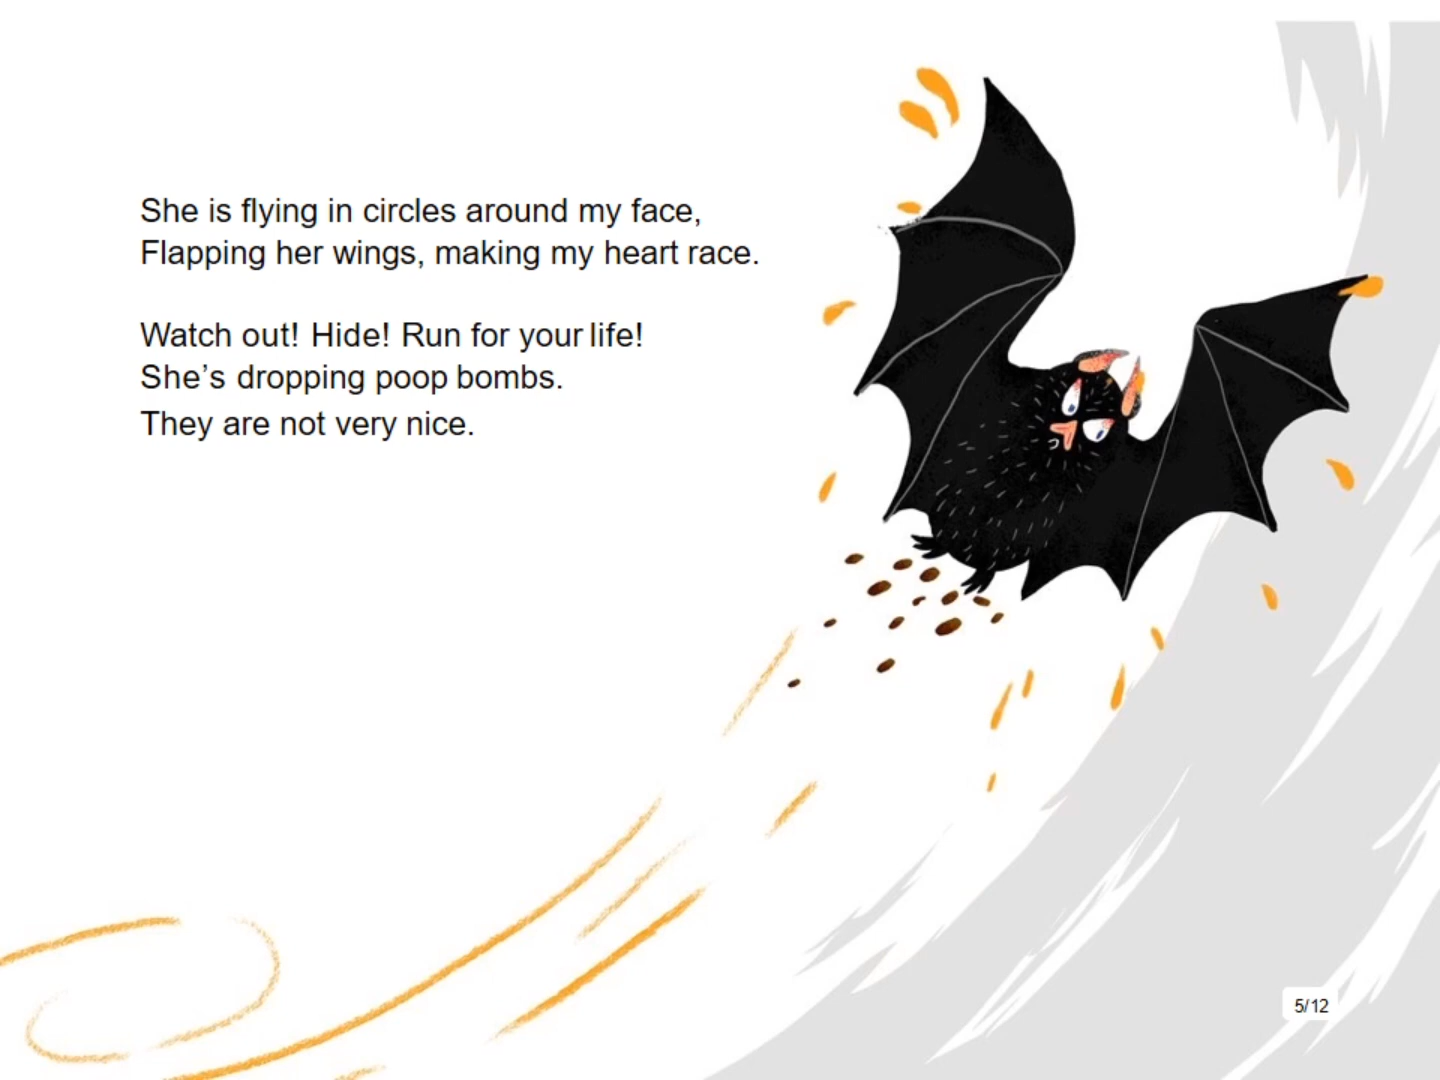 She is flying in circles around my face,
Flapping her wings, making my heart race.
Watch out! Hide! Run for your life!
She’s dropping poop bombs.
They are not very nice.
5/12